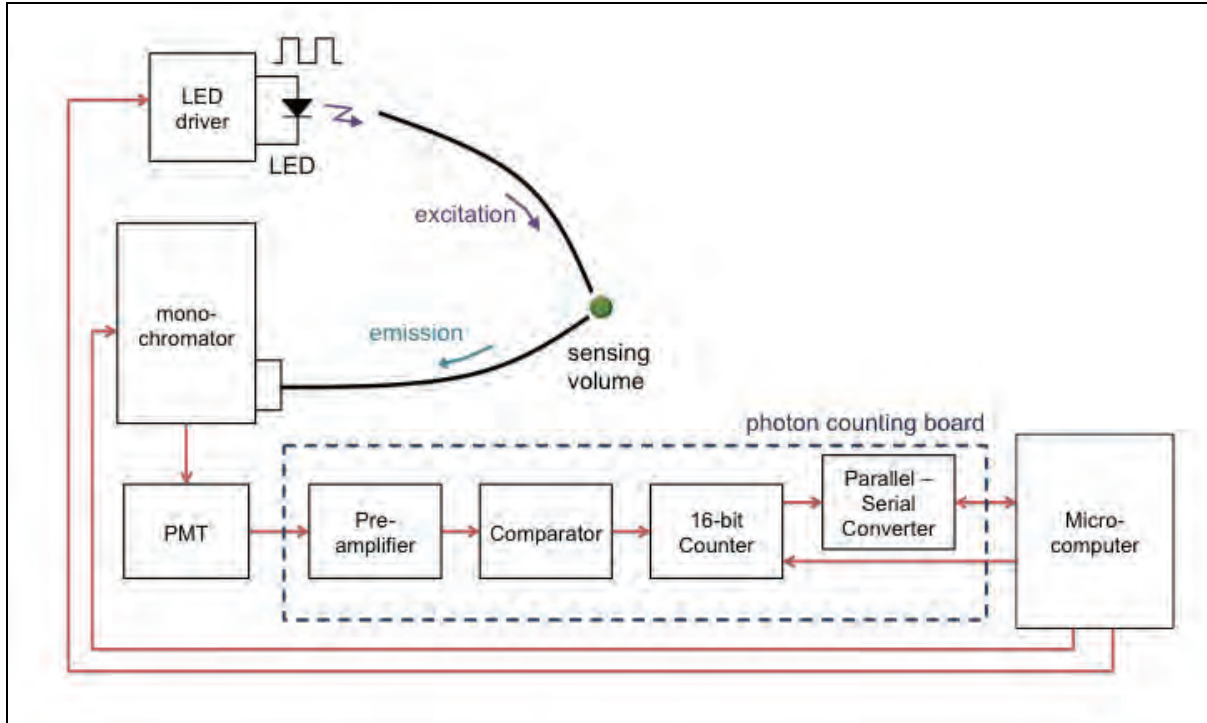 LED
driver
LED
excitation
mono-
chromator
emission
sensing
volume
photon counting board
PMT
Pre-
amplifier
Comparator
16-bit
Counter
Parallel –
Serial
Converter
Micro-
computer